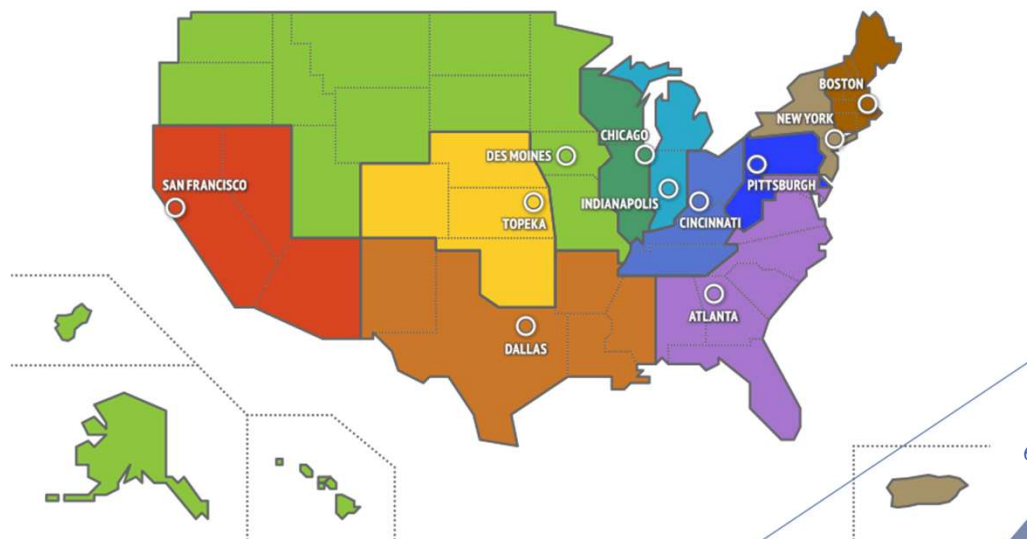 BOSTON
NEW YORK
CHICAGO
DES MOINES
PITTSBURGH
SAN FRANCISCO
INDIANAPOLIS
CINCINNATI
TOPEKA
ATLANTA
DALLAS